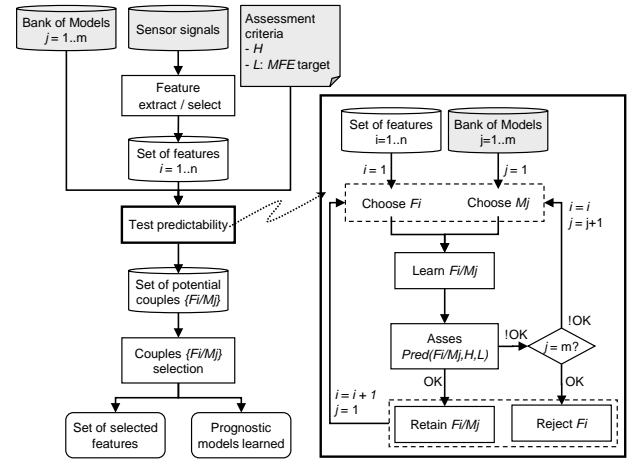 Bank of Models
j = 1..m
Sensor signals
Assessment
criteria
- H
- L: MFE target
Feature
extract / select
Set of features
i = 1..n
Test predictability
Set of potential
couples {Fi/Mj}
Couples {Fi/Mj}
selection
Set of selected
features
Prognostic
models learned
Set of features
i=1..n
Bank of Models
j=1..m
i = 1
j = 1
Choose Fi
Choose Mj
i = i
j = j+1
Learn Fi/Mj
Asses
Pred(Fi/Mj,H,L)
!OK
j = m?
!OK
OK
OK
i = i + 1
j = 1
Retain Fi/Mj
Reject Fi